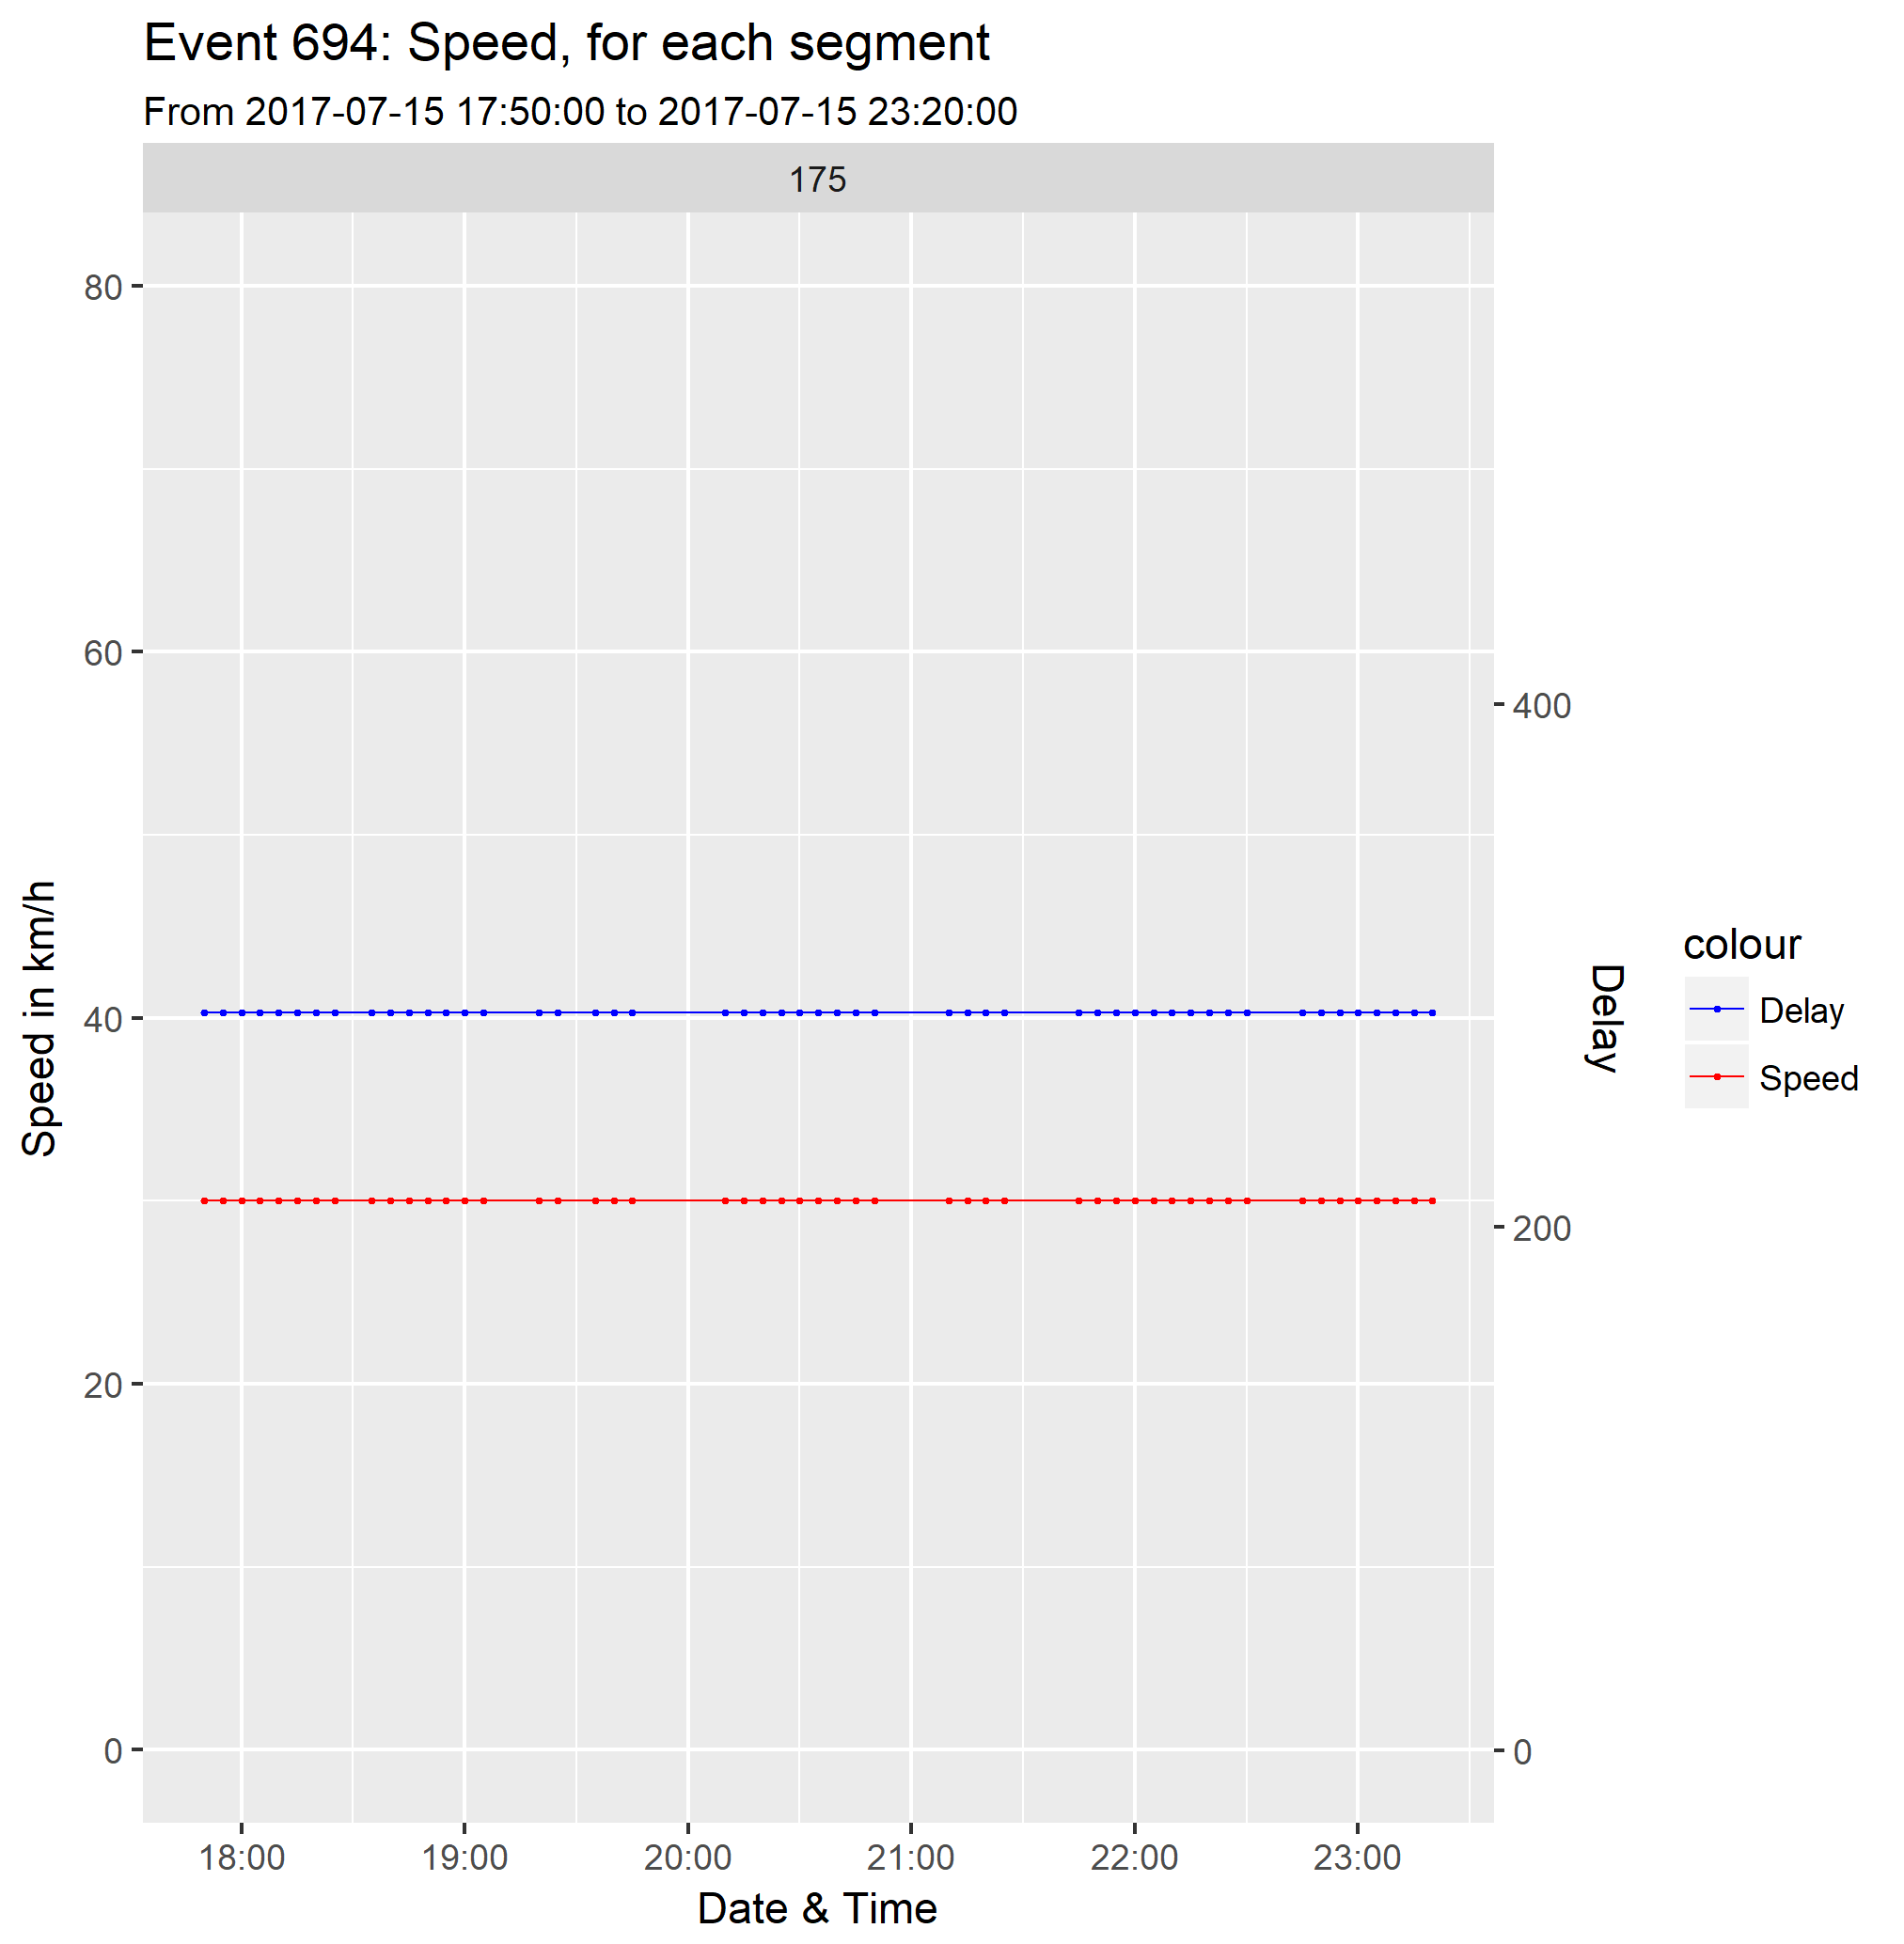 Event 694: Speed, for each segment
From 2017-07-15 17:50:00 to 2017-07-15 23:20:00
175
80
60
40
20
0
Speed in km/h
400
200
0
Delay
18:00 19:00 20:00 21:00 22:00 23:00
Date & Time
colour
Delay
Speed